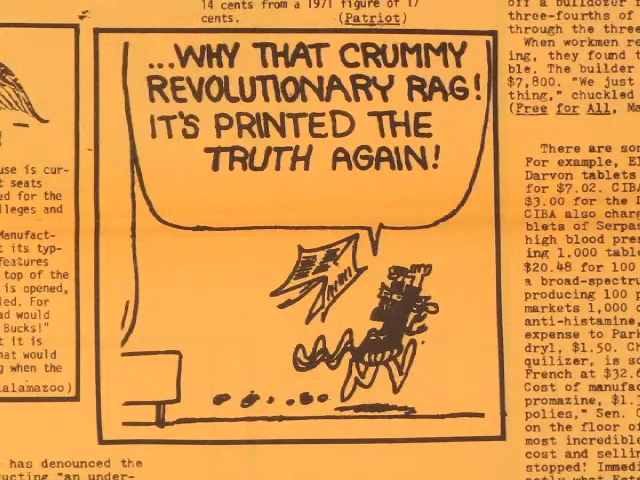 14 cents from a 1971 figure of 17
cents. (Patriot)
...WHY THAT CRUMMY
REVOLUTIONARY RAG!
IT'S PRINTED THE
TRUTH AGAIN!
NEWS
use is cur-
t seats
ed for the
lleges and
Manufact-
t its typ-
features
top of the
is opened,
led. For
ad would
Bucks!"
t it is
hat would
g when the
alamazoo)
has denounced the
ucting "an under-
off a bulldozer
three-fourths of
through the three
When workmen re
ing, they found t
ble. The builder
$7,800. "We just
thing," chuckled
(Free for All, Ma
There are som
For example, El
Darvon tablets
for $7.02. CIBA
$3.00 for the D
CIBA also char
blets of Serpas
high blood pres
ing 1,000 table
$20.48 for 100
a broad-spectru
producing 100 p
markets 1,000 c
anti-histamine,
expense to Park
dryl, $1.50. Ch
quilizer, is so
French at $32.6
Cost of manufac
promazine, $1.
polies," Sen. G
on the floor of
most incredible
cost and sellin
stopped! Immedi